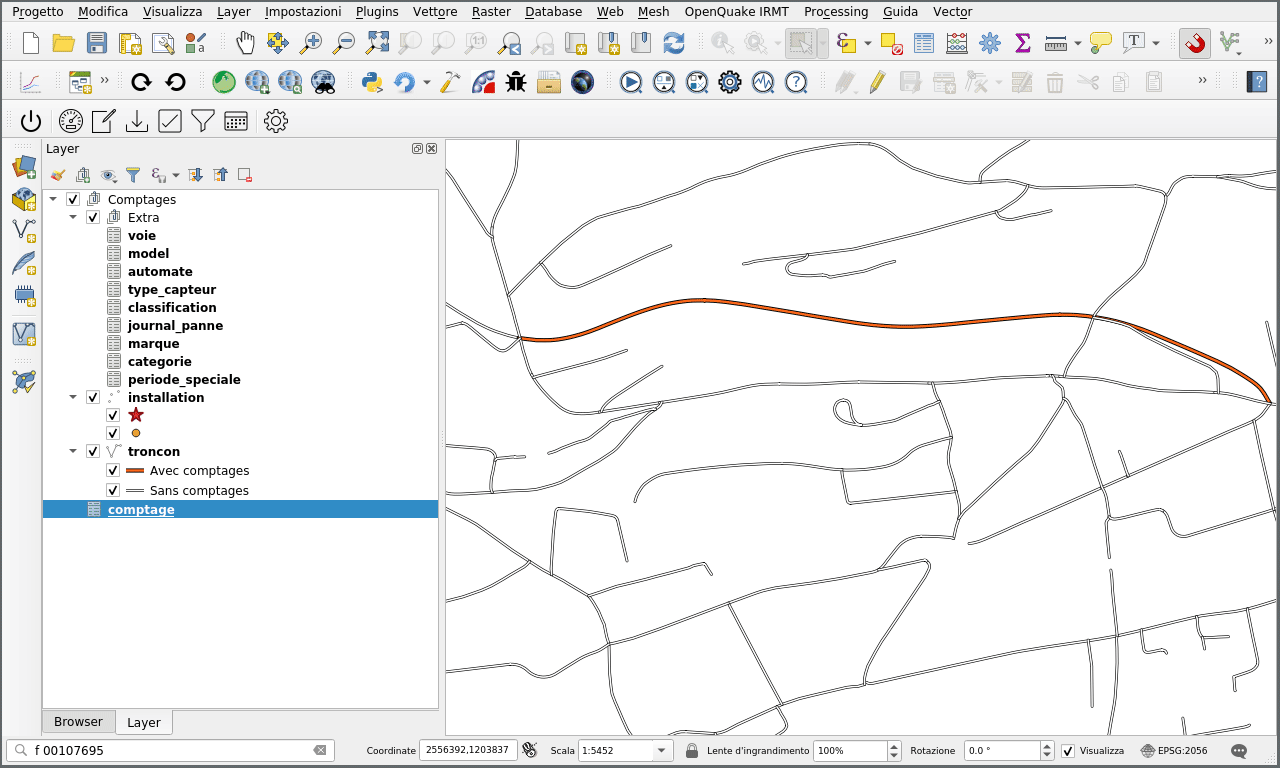 Progetto Modifica Visualizza Layer Impostazioni Plugins Vettore Raster Database Web Mesh OpenQuake IRMT Processing Guida Vector
Layer
Comptages
Extra
voie
model
automate
type_capteur
classification
journal_panne
marque
categorie
periode_speciale
installation
troncon
Avec comptages
Sans comptages
comptage
Browser Layer
f 00107695 Coordinate 2556392,1203837 Scala 1:5452 Lente d'ingrandimento 100% Rotazione 0.0 ° Visualizza EPSG:2056